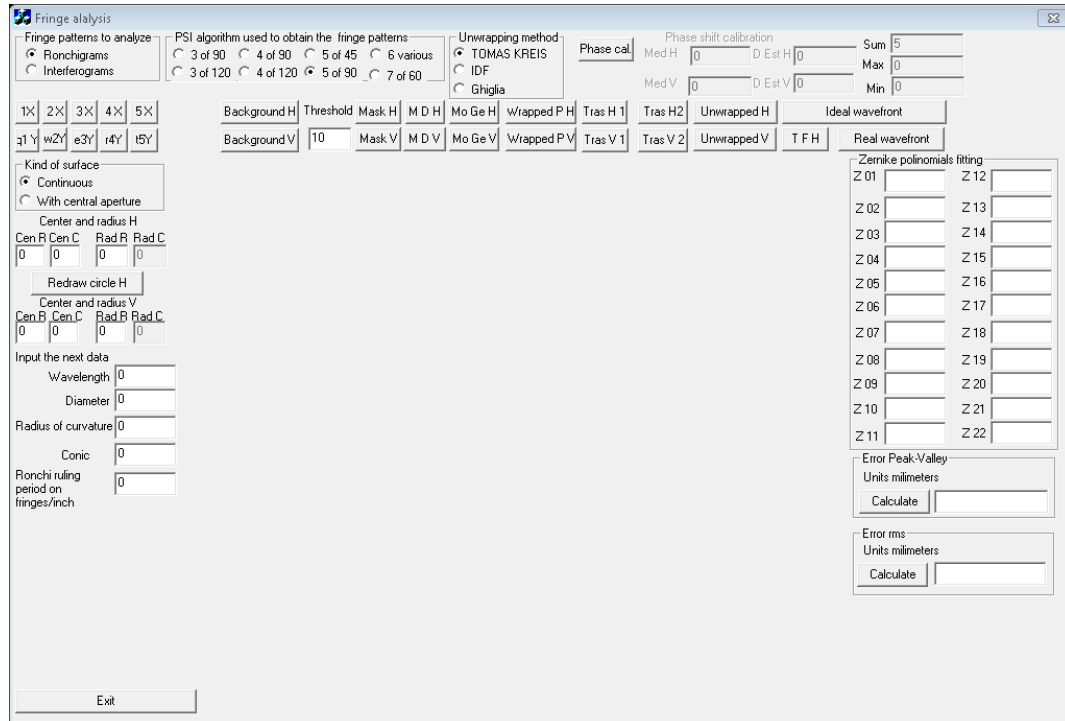 Fringe alalysis
Fringe patterns to analyze
Ronchigrams
Interferograms
PSI algorithm used to obtain the fringe patterns
3 of 90 4 of 90 5 of 45 6 various
3 of 120 4 of 120 5 of 90 7 of 60
Unwrapping method
TOMAS KREIS
IDF
Ghiglia
Phase cal.
Phase shift calibration
Med H 0 D Est H 0
Med V 0 D Est V 0
Sum 5
Max 0
Min 0
1X 2X 3X 4X 5X
Background H Threshold Mask H M D H Mo Ge H Wrapped P H Tras H 1 Tras H2 Unwrapped H Ideal wavefront
q1 Y w2Y e3Y r4Y t5Y
Background V 10 Mask V M D V Mo Ge V Wrapped P V Tras V 1 Tras V 2 Unwrapped V T F H Real wavefront
Kind of surface
Continuous
With central aperture
Center and radius H
Cen R Cen C Rad R Rad C
0 0 0 0
Redraw circle H
Center and radius V
Cen R Cen C Rad R Rad C
0 0 0 0
Input the next data
Wavelength 0
Diameter 0
Radius of curvature 0
Conic 0
Ronchi ruling
period on
fringes/inch
0
Zernike polinomials fitting
Z 01 Z 12
Z 02 Z 13
Z 03 Z 14
Z 04 Z 15
Z 05 Z 16
Z 06 Z 17
Z 07 Z 18
Z 08 Z 19
Z 09 Z 20
Z 10 Z 21
Z 11 Z 22
Error Peak-Valley
Units milimeters
Calculate
Error rms
Units milimeters
Calculate
Exit